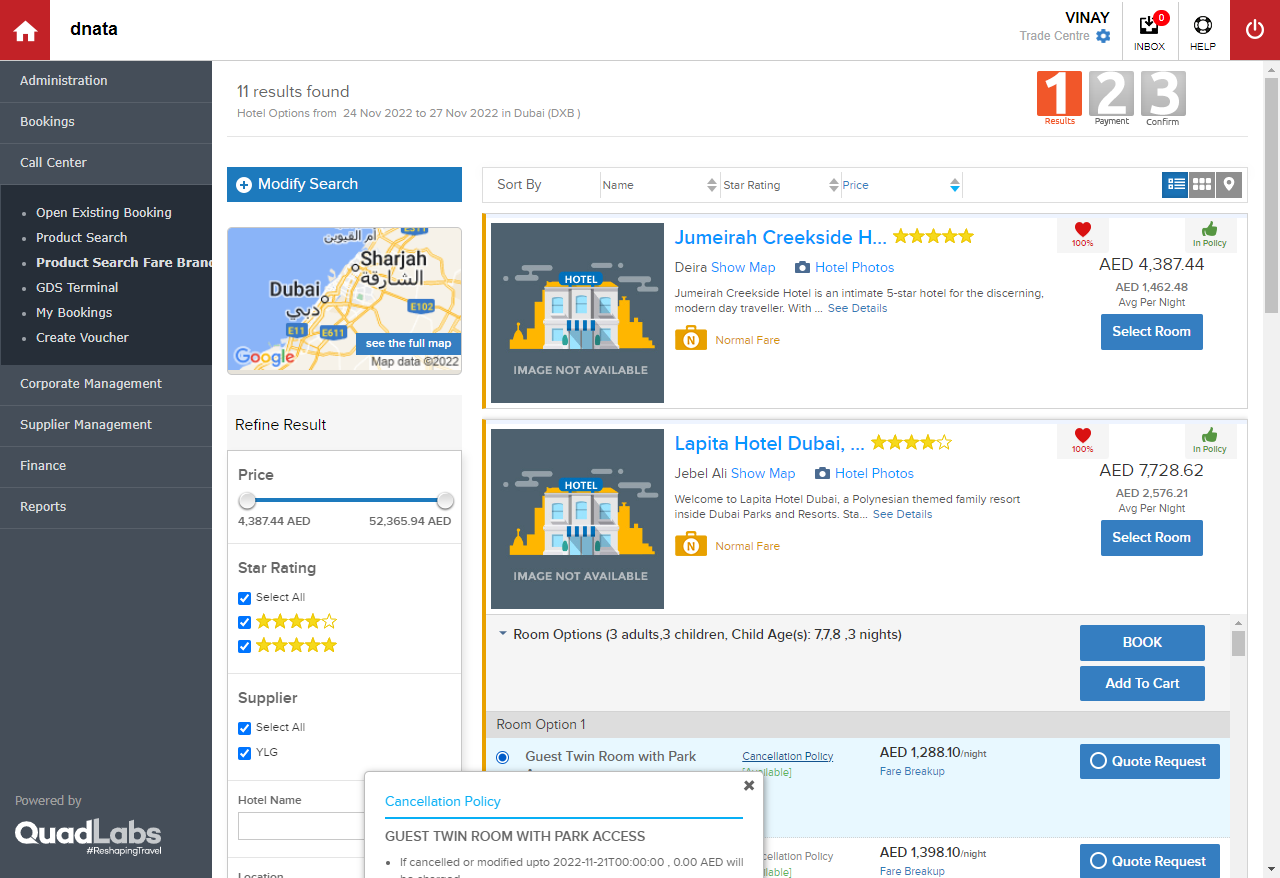 dnata
VINAY
Trade Centre
0
INBOX
HELP
Administration
Bookings
Call Center
Open Existing Booking
Product Search
Product Search Fare Bran
GDS Terminal
My Bookings
Create Voucher
Corporate Management
Supplier Management
Finance
Reports
Powered by
QuadLabs
#ReshapingTravel
11 results found
Hotel Options from 24 Nov 2022 to 27 Nov 2022 in Dubai (DXB )
1 2 3
Results Payment Confirm
Modify Search
أم القيوين
E311
Sharjah
الشارقة
Dubai
دبي
E102
E11
E611
see the full map
Google
Map data ©2022
Refine Result
Price
4,387.44 AED 52,365.94 AED
Star Rating
Select All
Supplier
Select All
YLG
Hotel Name
Location
Sort By Name Star Rating Price
HOTEL
IMAGE NOT AVAILABLE
Jumeirah Creekside H...
Deira Show Map Hotel Photos
Jumeirah Creekside Hotel is an intimate 5-star hotel for the discerning,
modern day traveller. With ... See Details
N Normal Fare
100%
In Policy
AED 4,387.44
AED 1,462.48
Avg Per Night
Select Room
HOTEL
IMAGE NOT AVAILABLE
Lapita Hotel Dubai, ...
Jebel Ali Show Map Hotel Photos
Welcome to Lapita Hotel Dubai, a Polynesian themed family resort
inside Dubai Parks and Resorts. Sta... See Details
N Normal Fare
100%
In Policy
AED 7,728.62
AED 2,576.21
Avg Per Night
Select Room
Room Options (3 adults,3 children, Child Age(s): 7,7,8 ,3 nights)
BOOK
Add To Cart
Room Option 1
Guest Twin Room with Park
Cancellation Policy
[Available]
AED 1,288.10/night
Fare Breakup
Quote Request
Cancellation Policy
GUEST TWIN ROOM WITH PARK ACCESS
If cancelled or modified upto 2022-11-21T00:00:00 , 0.00 AED will
be charged
cellation Policy
lable]
AED 1,398.10/night
Fare Breakup
Quote Request